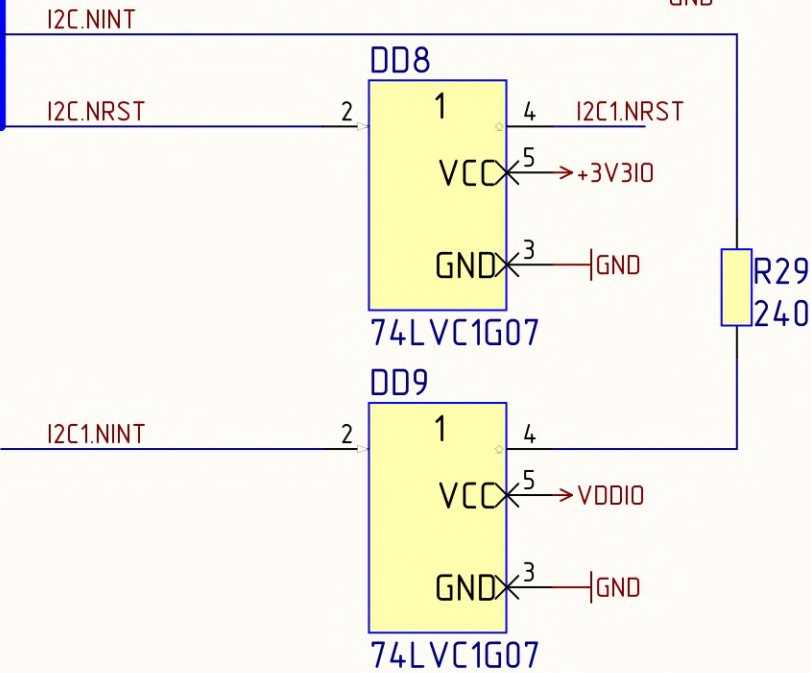 GND
I2C.NINT
DD8
I2C.NRST 2 1 4 I2C1.NRST
VCC 5 +3V3IO
GND 3 GND
R29
240
74LVC1G07
DD9
I2C1.NINT 2 1 4
VCC 5 VDDIO
GND 3 GND
74LVC1G07